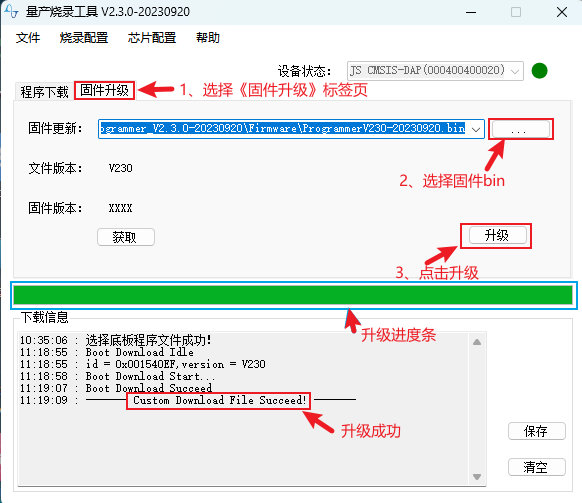 量产烧录工具 V2.3.0-20230920
文件 烧录配置 芯片配置 帮助
设备状态： JS CMSIS-DAP(000400400020)
程序下载 固件升级 1、选择《固件升级》标签页
固件更新： ogrammer_V2.3.0-20230920\Firmware\ProgrammerV230-20230920.bin ...
文件版本： V230
2、选择固件bin
固件版本： XXXX
获取 升级
3、点击升级
下载信息
升级进度条
10:35:06 : 选择底板程序文件成功!
11:18:55 : Boot Download Idle
11:18:55 : id = 0x001540EF,version = V230
11:18:58 : Boot Download Start...
11:19:07 : Boot Download Succeed
11:19:09 : ——————Custom Download File Succeed!——————
升级成功
保存
清空